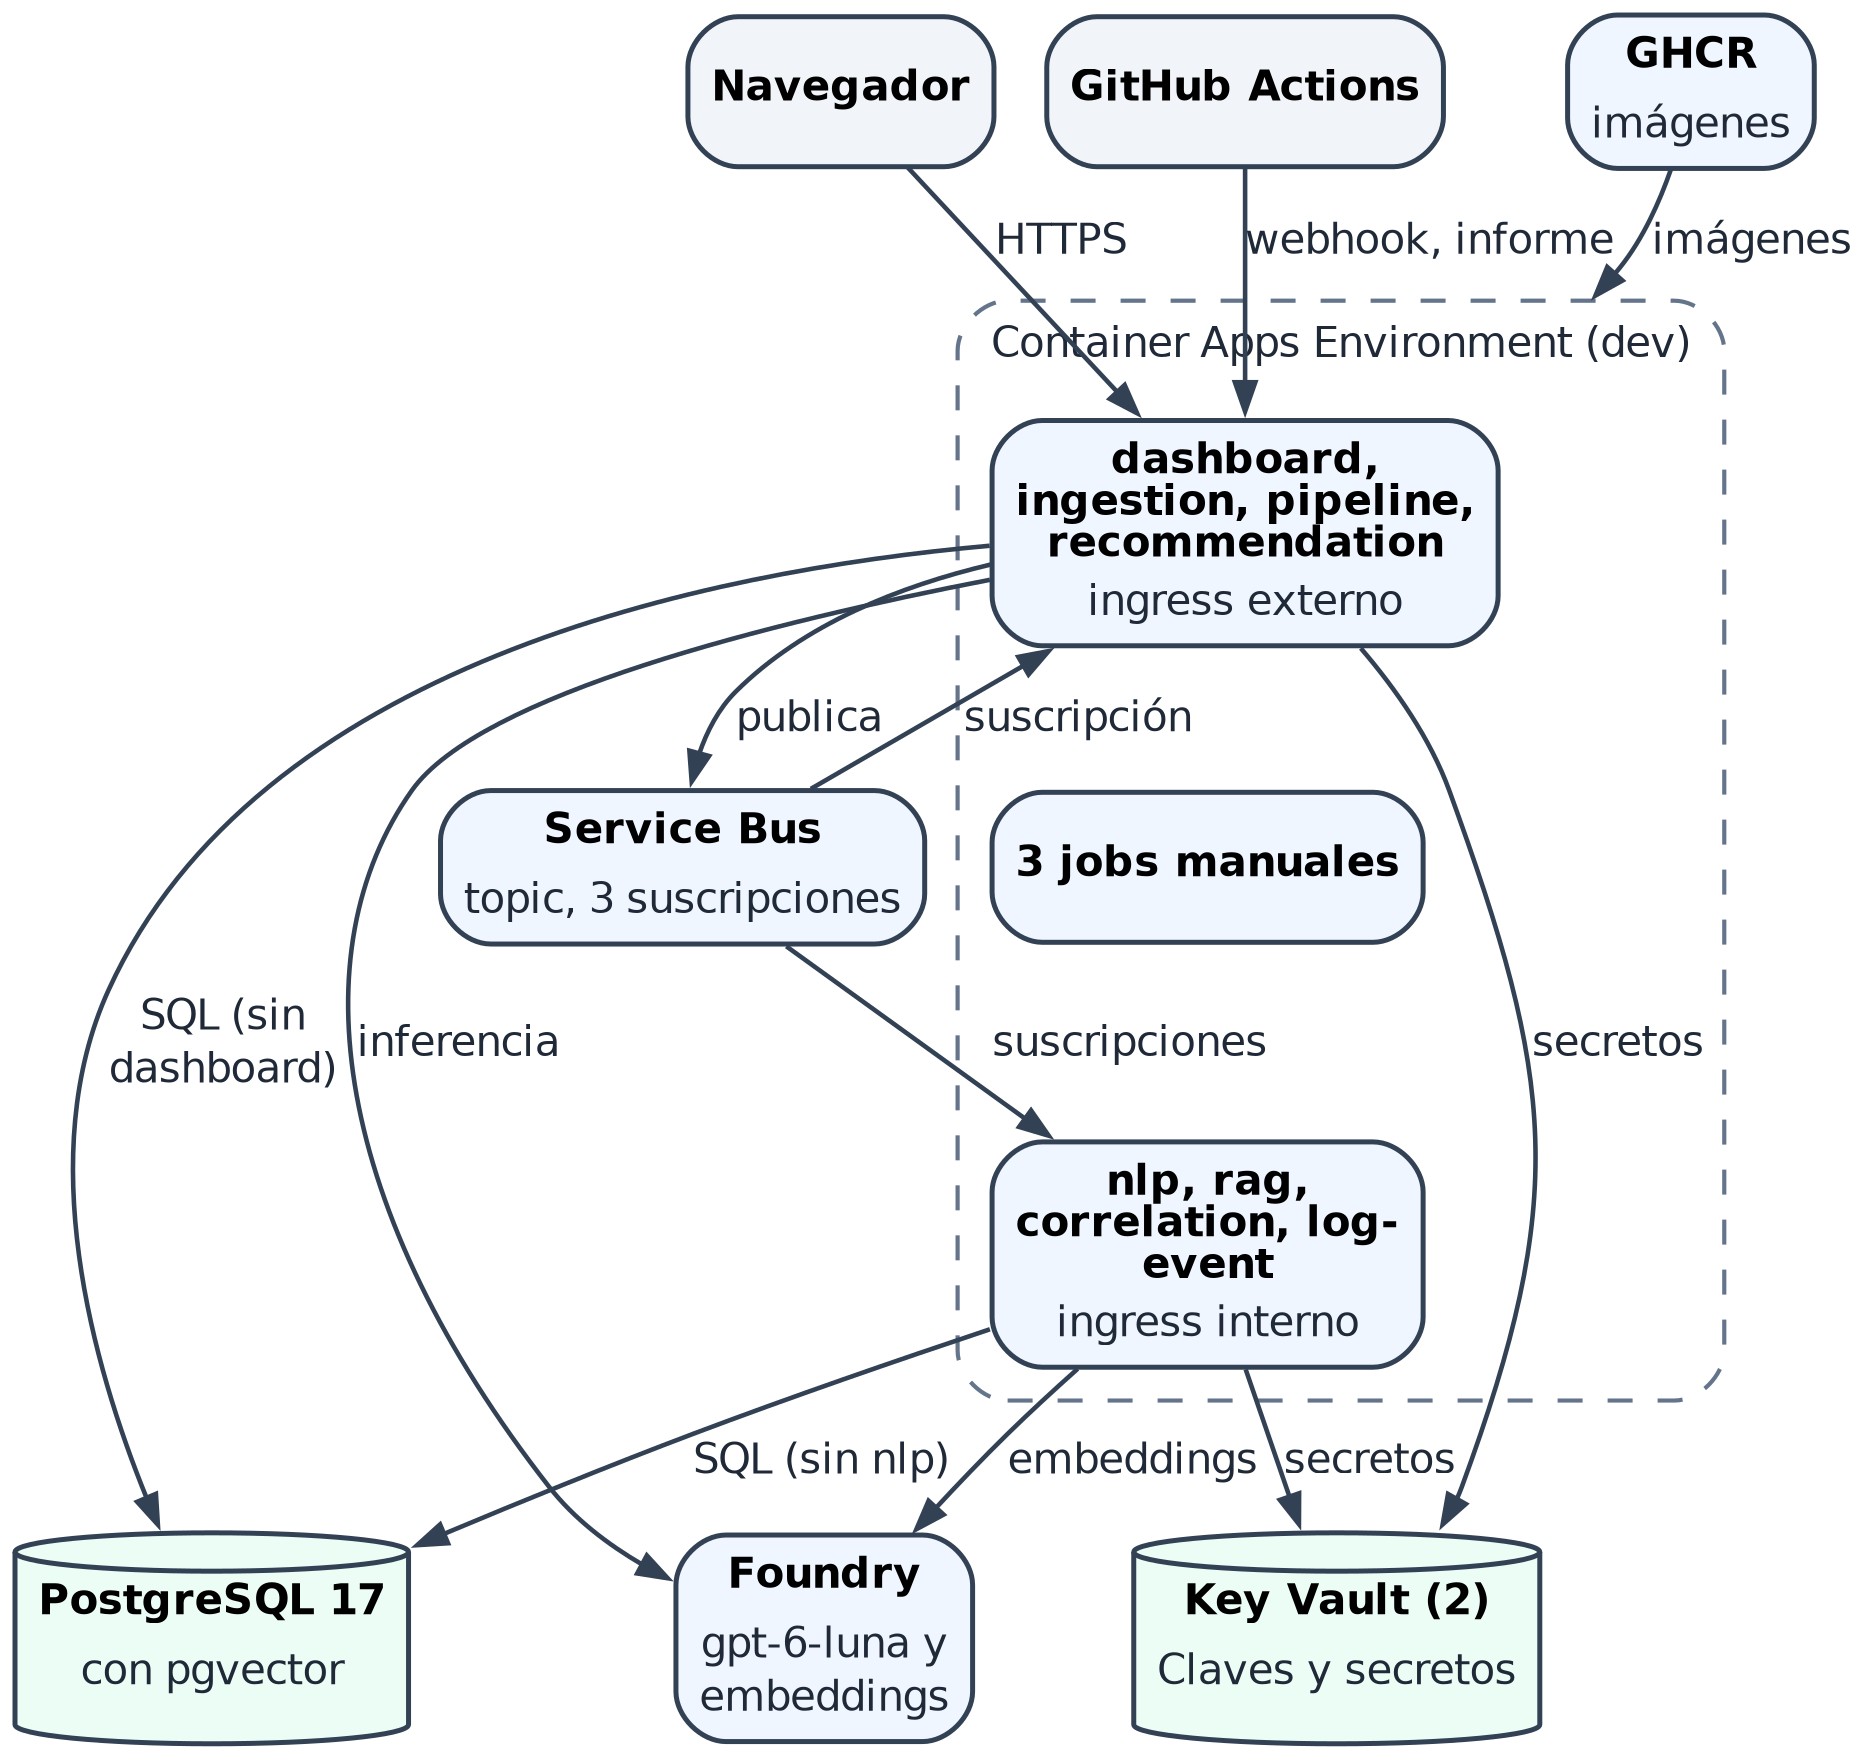 Navegador
GitHub Actions
GHCR
imágenes
HTTPS
webhook, informe
imágenes
Container Apps Environment (dev)
dashboard,
ingestion, pipeline,
recommendation
ingress externo
publica
suscripción
Service Bus
topic, 3 suscripciones
3 jobs manuales
SQL (sin
dashboard)
inferencia
suscripciones
secretos
nlp, rag,
correlation, log-
event
ingress interno
SQL (sin nlp)
embeddings
secretos
PostgreSQL 17
con pgvector
Foundry
gpt-6-luna y
embeddings
Key Vault (2)
Claves y secretos